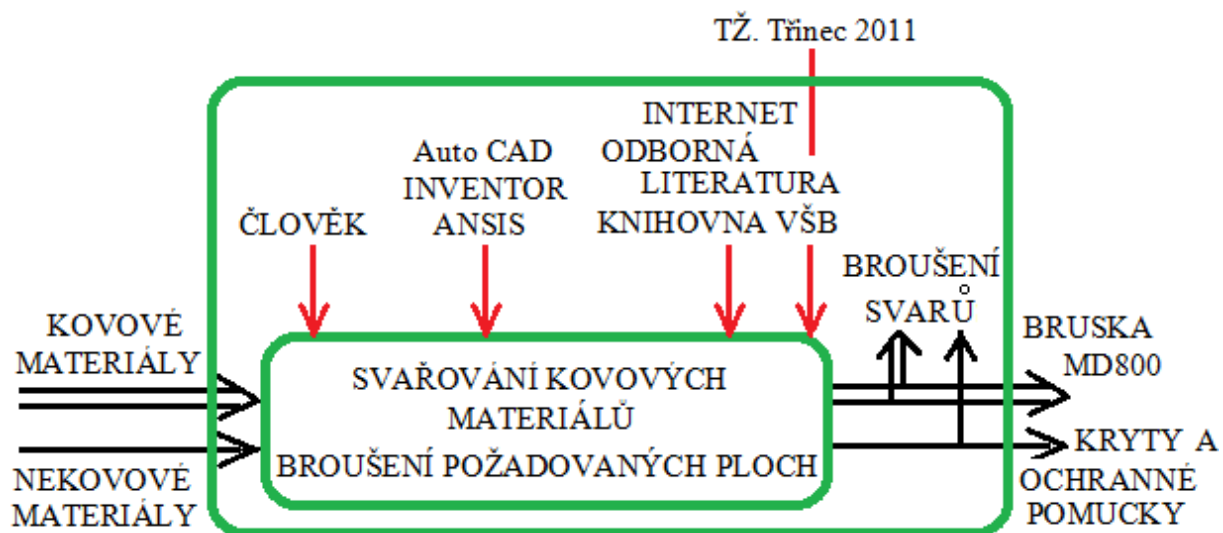 TŽ. Třinec 2011
INTERNET
ODBORNÁ
LITERATURA
KNIHOVNA VŠB
Auto CAD
INVENTOR
ANSIS
ČLOVĚK
BROUŠENÍ
SVARŮ
KOVOVÉ
MATERIÁLY
NEKOVOVÉ
MATERIÁLY
SVAŘOVÁNÍ KOVOVÝCH
MATERIÁLŮ
BROUŠENÍ POŽADOVANÝCH PLOCH
BRUSKA
MD800
KRYTY A
OCHRANNÉ
POMUCKY